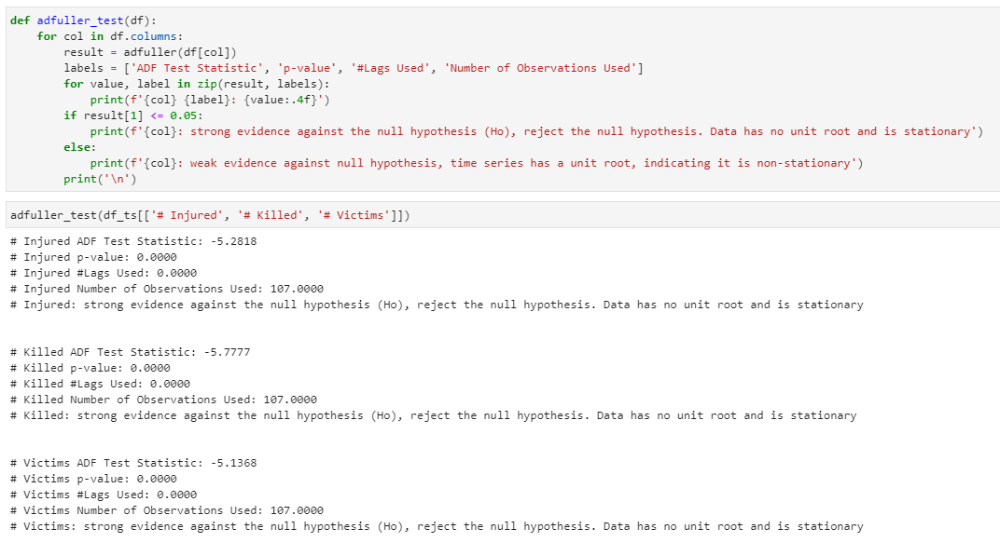 def adfuller_test(df):
    for col in df.columns:
        result = adfuller(df[col])
        labels = ['ADF Test Statistic', 'p-value', '#Lags Used', 'Number of Observations Used']
        for value, label in zip(result, labels):
            print(f'{col} {label}: {value:.4f}')
        if result[1] <= 0.05:
            print(f'{col}: strong evidence against the null hypothesis (Ho), reject the null hypothesis. Data has no unit root and is stationary')
        else:
            print(f'{col}: weak evidence against null hypothesis, time series has a unit root, indicating it is non-stationary')
        print('\n')
adfuller_test(df_ts[['# Injured', '# Killed', '# Victims']])
# Injured ADF Test Statistic: -5.2818
# Injured p-value: 0.0000
# Injured #Lags Used: 0.0000
# Injured Number of Observations Used: 107.0000
# Injured: strong evidence against the null hypothesis (Ho), reject the null hypothesis. Data has no unit root and is stationary
# Killed ADF Test Statistic: -5.7777
# Killed p-value: 0.0000
# Killed #Lags Used: 0.0000
# Killed Number of Observations Used: 107.0000
# Killed: strong evidence against the null hypothesis (Ho), reject the null hypothesis. Data has no unit root and is stationary
# Victims ADF Test Statistic: -5.1368
# Victims p-value: 0.0000
# Victims #Lags Used: 0.0000
# Victims Number of Observations Used: 107.0000
# Victims: strong evidence against the null hypothesis (Ho), reject the null hypothesis. Data has no unit root and is stationary